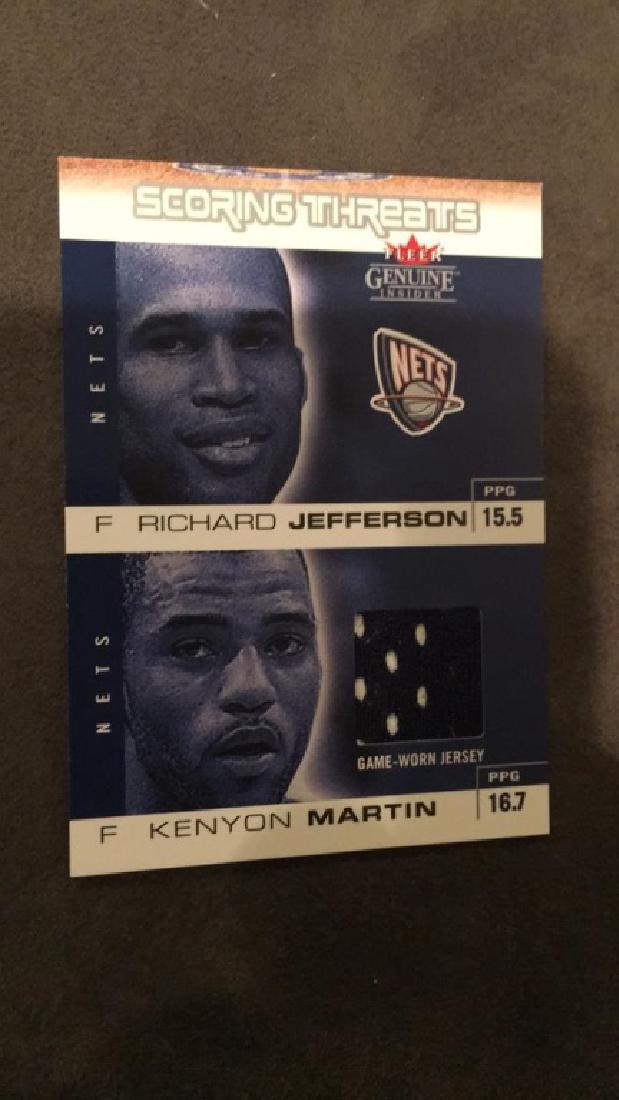 SCORING THREATS
FLEER
GENUINE
INSIDER
NETS
NETS
PPG
F RICHARD JEFFERSON 15.5
NETS
GAME-WORN JERSEY
PPG
F KENYON MARTIN 16.7